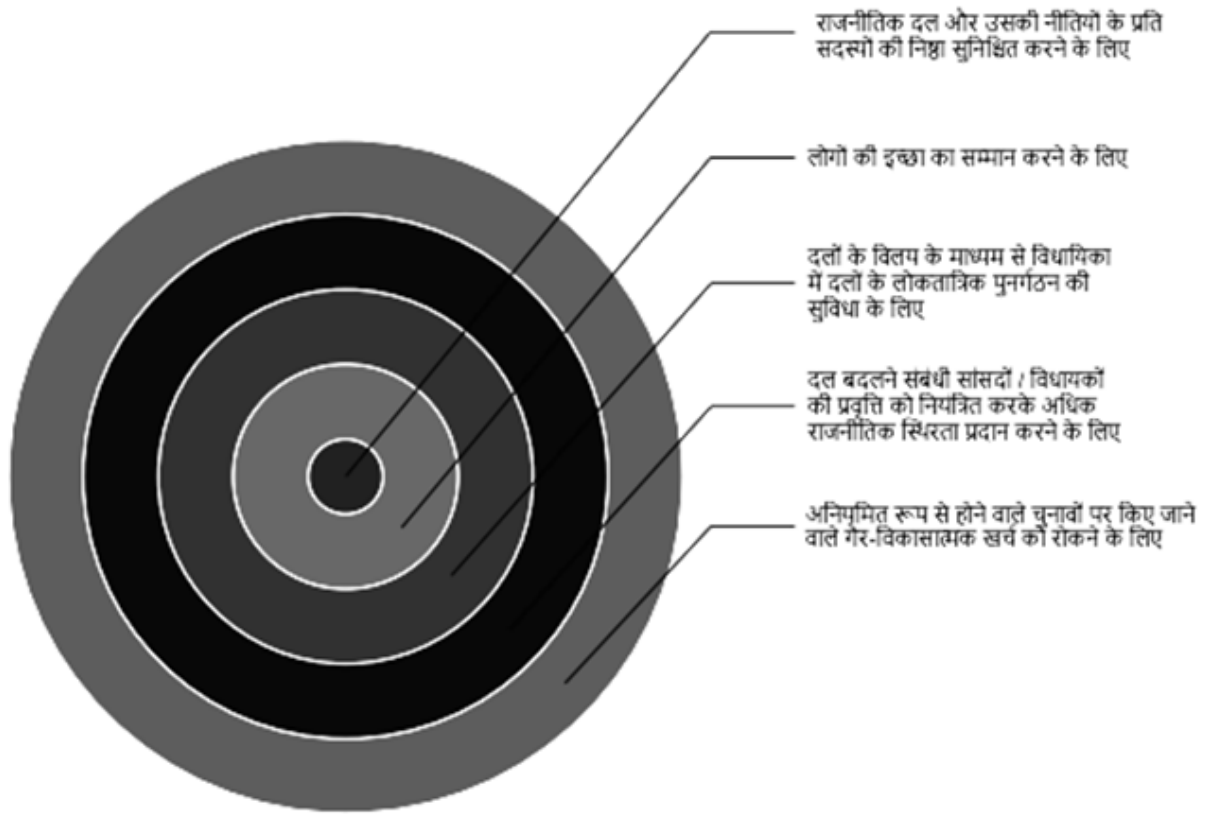 राजनीतिक दल और उसकी नीतियों के प्रति
सदस्यों की निष्ठा सुनिश्चित करने के लिए
लोगों की इच्छा का सम्मान करने के लिए
दलों के विलय के माध्यम से विधायिका
में दलों के लोकतात्रिक पुनर्गठन की
सुविधा के लिए
दल बदलने संबंधी सांसदों / विधायकों
की प्रवृत्ति को नियंत्रित करके अधिक
राजनीतिक स्थिरता प्रदान करने के लिए
अनिपृमित रूप से होने वाले चुनावों पर किए जाने
वाले गैर-विकासात्मक खर्च को रोकने के लिए